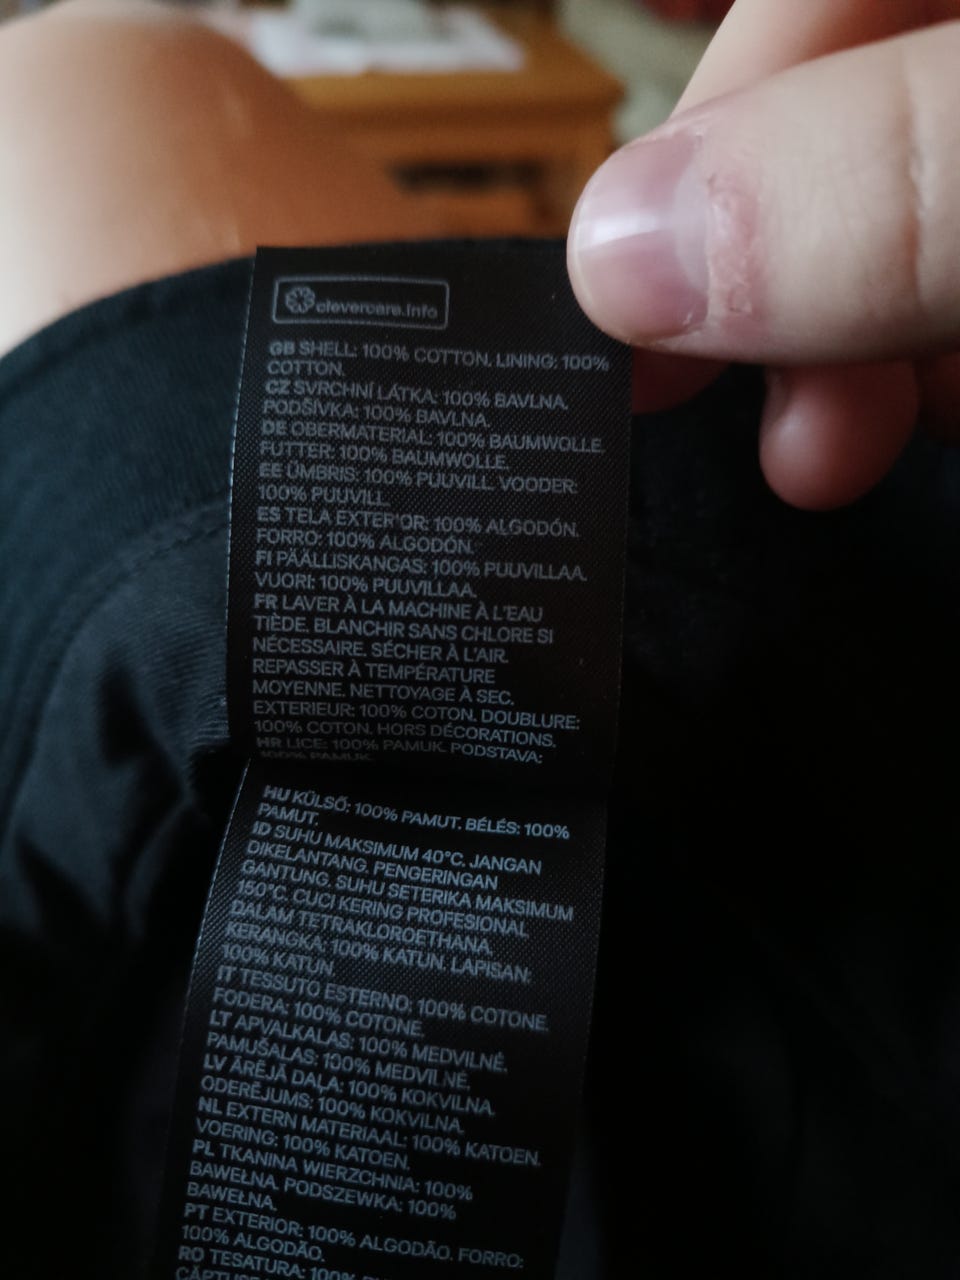 clevercare.info
GB SHELL: 100% COTTON. LINING: 100%
COTTON.
CZ SVRCHNÍ LÁTKA: 100% BAVLNA.
PODŠÍVKA: 100% BAVLNA.
DE OBERMATERIAL: 100% BAUMWOLLE.
FUTTER: 100% BAUMWOLLE.
EE ÜMBRIS: 100% PUUVILL. VOODER:
100% PUUVILL.
ES TELA EXTERIOR: 100% ALGODÓN.
FORRO: 100% ALGODÓN.
FI PÄÄLLISKANGAS: 100% PUUVILLAA.
VUORI: 100% PUUVILLAA.
FR LAVER À LA MACHINE À L'EAU
TIÈDE. BLANCHIR SANS CHLORE SI
NÉCESSAIRE. SÉCHER À L'AIR.
REPASSER À TEMPÉRATURE
MOYENNE. NETTOYAGE À SEC.
EXTERIEUR: 100% COTON. DOUBLURE:
100% COTON. HORS DÉCORATIONS.
HR LICE: 100% PAMUK. PODSTAVA:
100% PAMUK.
HU KÜLSŐ: 100% PAMUT. BÉLÉS: 100%
PAMUT.
ID SUHU MAKSIMUM 40°C. JANGAN
DIKELANTANG. PENGERINGAN
GANTUNG. SUHU SETERIKA MAKSIMUM
150°C. CUCI KERING PROFESIONAL
DALAM TETRAKLOROETHANA.
KERANGKA: 100% KATUN. LAPISAN:
100% KATUN.
IT TESSUTO ESTERNO: 100% COTONE.
FODERA: 100% COTONE.
LT APVALKALAS: 100% MEDVILNĖ.
PAMUŠALAS: 100% MEDVILNĖ.
LV ĀRĒJĀ DAĻA: 100% KOKVILNA.
ODERĒJUMS: 100% KOKVILNA.
NL EXTERN MATERIAAL: 100% KATOEN.
VOERING: 100% KATOEN.
PL TKANINA WIERZCHNIA: 100%
BAWEŁNA. PODSZEWKA: 100%
BAWEŁNA.
PT EXTERIOR: 100% ALGODÃO. FORRO:
100% ALGODÃO.
RO TESATURA: 100%